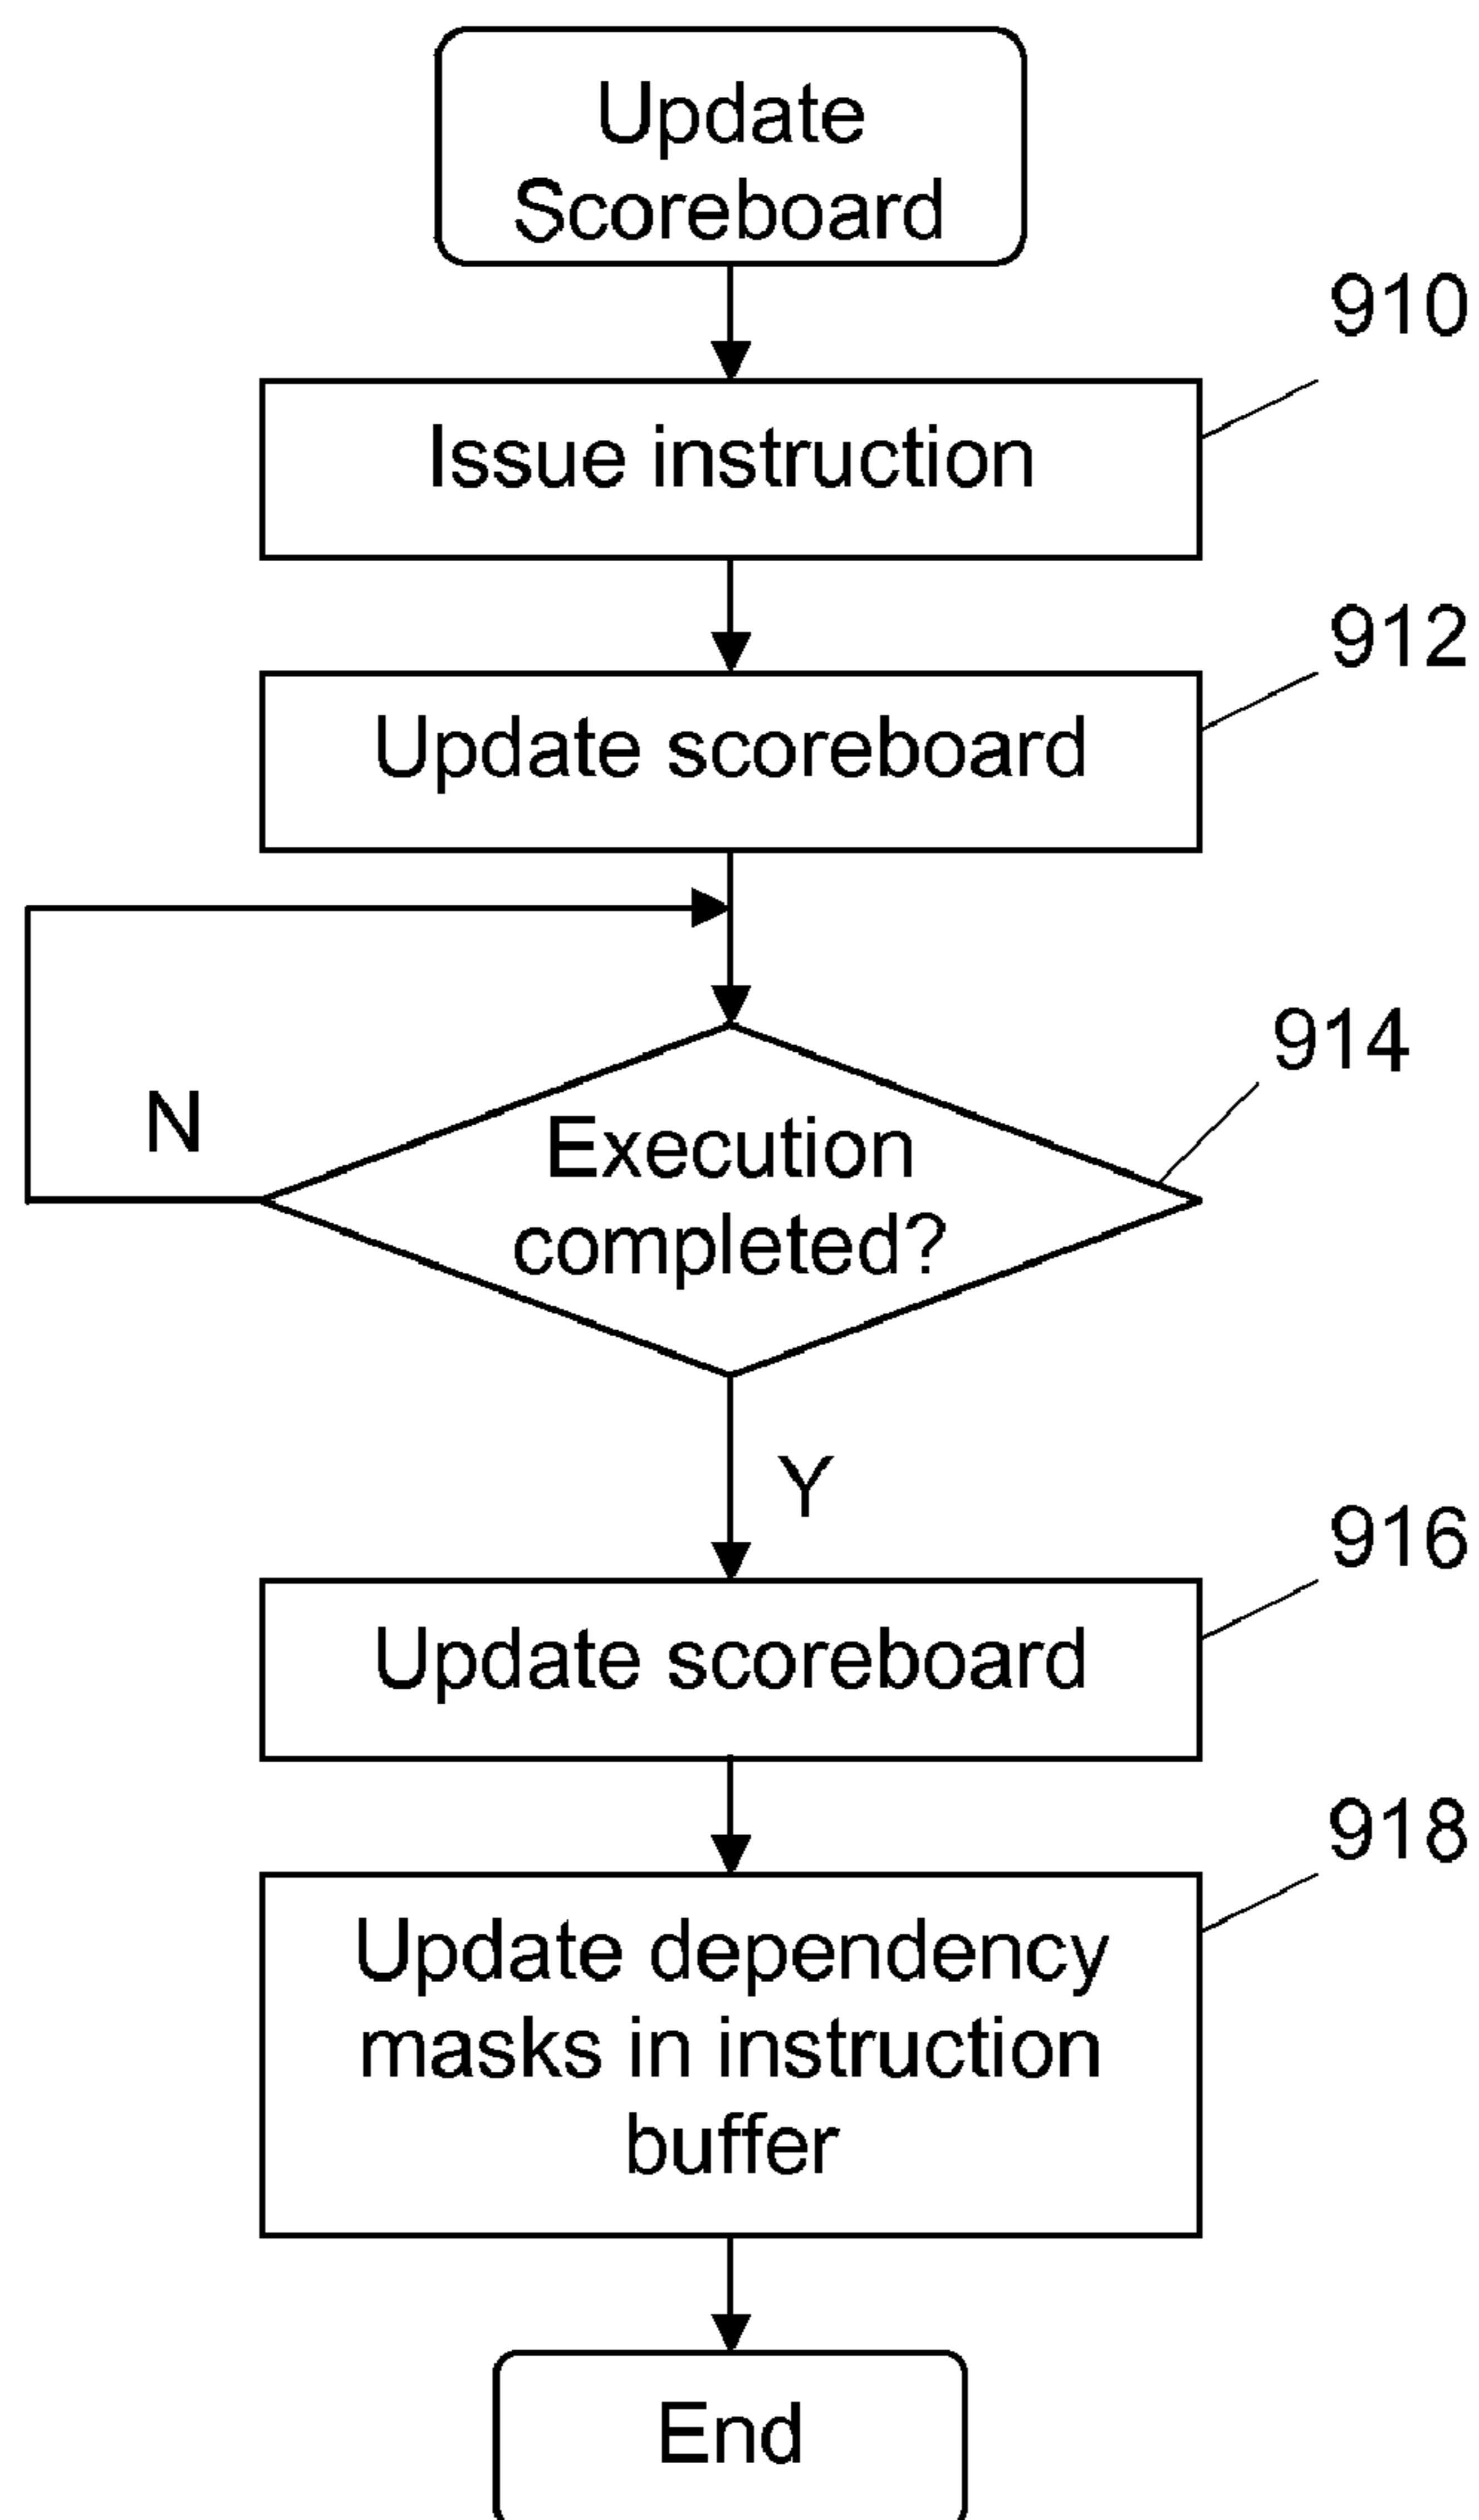 Update
Scoreboard
910
Issue instruction
912
Update scoreboard
914
N
Execution
completed?
Y
916
Update scoreboard
918
Update dependency
masks in instruction
buffer
End